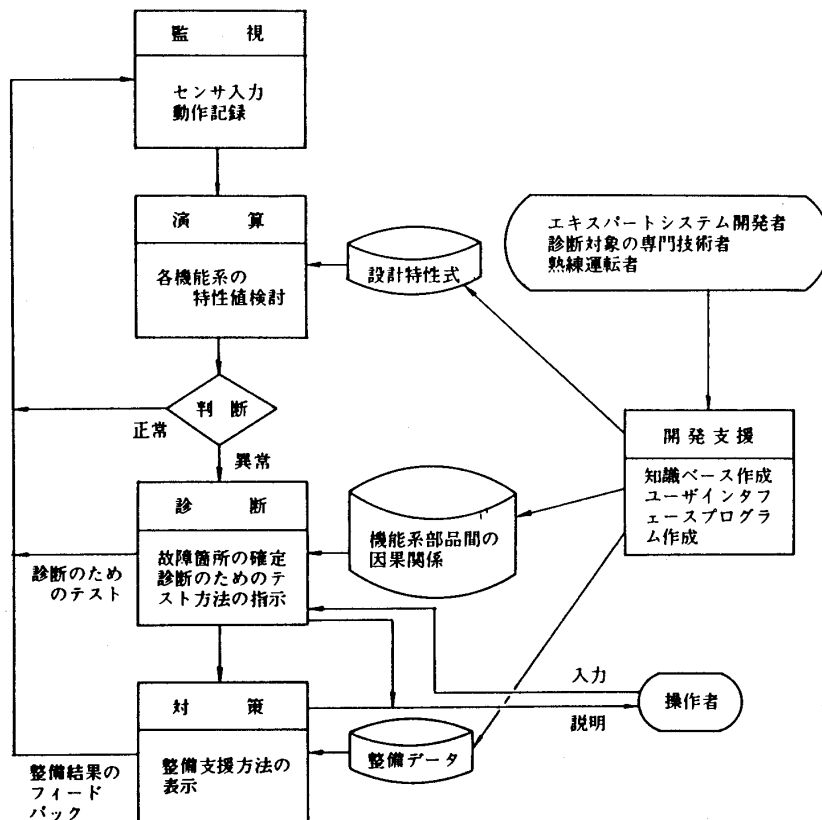 監視
センサ入力
動作記録
演算
各機能系の
特性値検討
設計特性式
エキスパートシステム開発者
診断対象の専門技術者
熟練運転者
判断
正常
異常
開発支援
知識ベース作成
ユーザインタフ
ェースプログラ
ム作成
診断
故障箇所の確定
診断のためのテ
スト方法の指示
機能系部品間の
因果関係
診断のため
のテスト
入力
操作者
説明
対策
整備支援方法の
表示
整備データ
整備結果の
フィード
バック